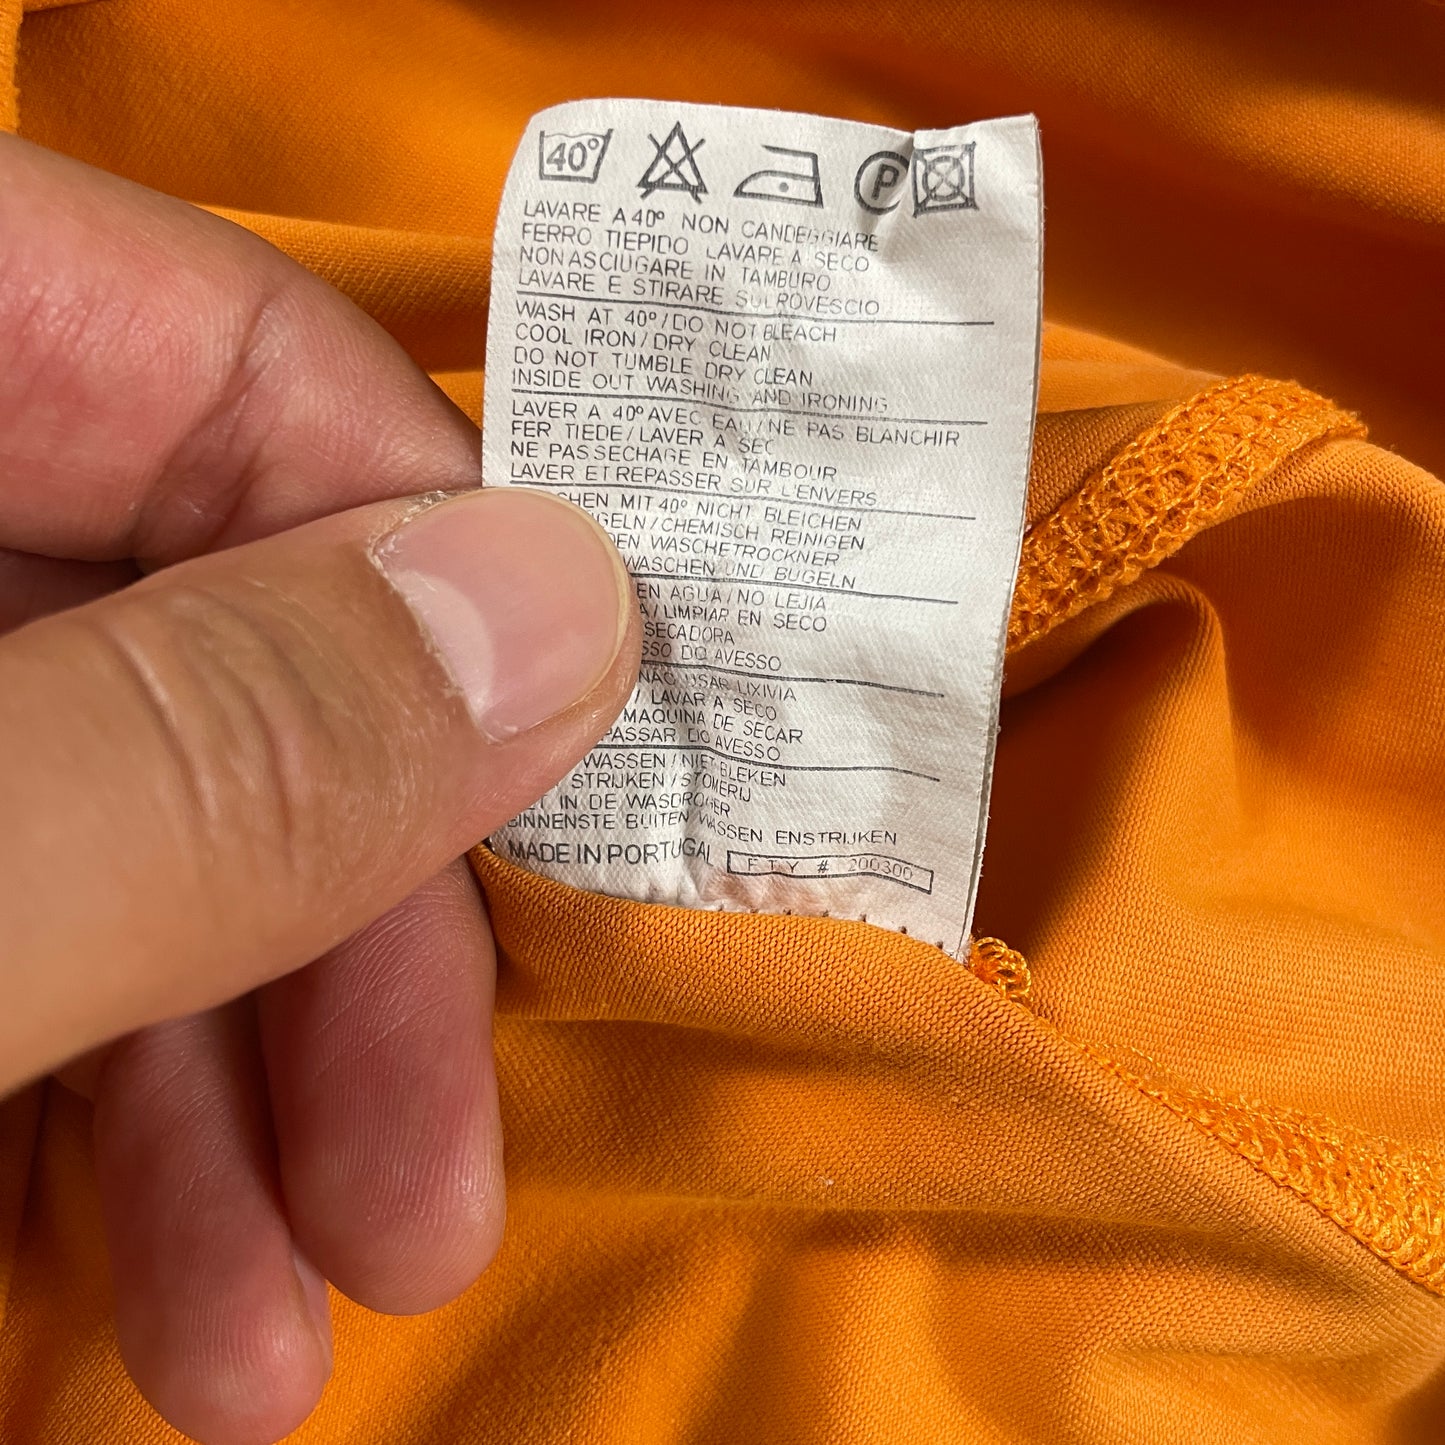 40°
P
LAVARE A 40° NON CANDEGGIARE
FERRO TIEPIDO LAVARE A SECO
NON ASCIUGARE IN TAMBURO
LAVARE E STIRARE SUL ROVESCIO
WASH AT 40°/DO NOT BLEACH
COOL IRON/DRY CLEAN
DO NOT TUMBLE DRY CLEAN
INSIDE OUT WASHING AND IRONING
LAVER A 40° AVEC EAU/NE PAS BLANCHIR
FER TIEDE/LAVER A SEC
NE PAS SECHAGE EN TAMBOUR
LAVER ET REPASSER SUR L'ENVERS
CHEN MIT 40° NICHT BLEICHEN
NGELN/CHEMISCH REINIGEN
DEN WASCHETROCKNER
WASCHEN UND BUGELN
EN AGUA/NO LEJIA
A/LIMPIAR EN SECO
SECADORA
SSO DO AVESSO
NAO USAR LIXIVIA
LAVAR A SECO
MAQUINA DE SECAR
PASSAR DO AVESSO
WASSEN/NIET BLEKEN
STRIJKEN/STOMERIJ
ET IN DE WASDROGER
BINNENSTE BUITEN WASSEN EN STRIJKEN
MADE IN PORTUGAL FTY # 200300